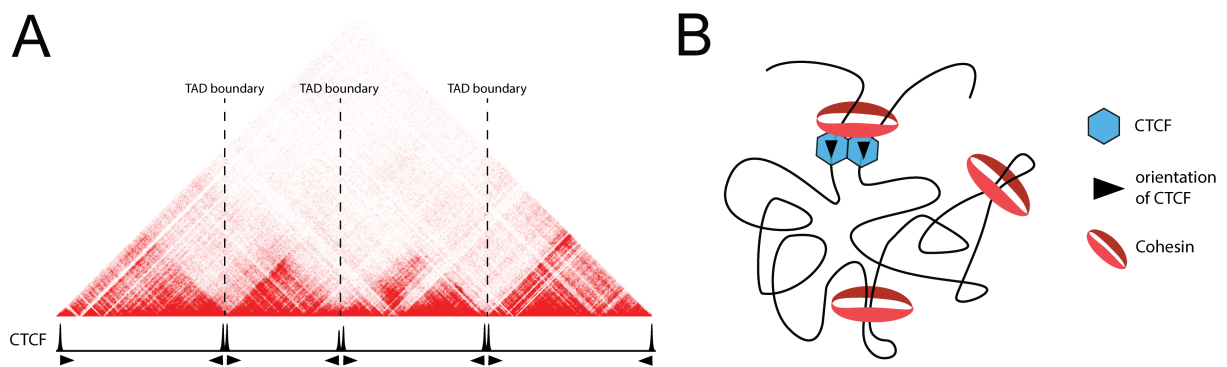 A
TAD boundary
TAD boundary
TAD boundary
CTCF
B
CTCF
orientation
of CTCF
Cohesin